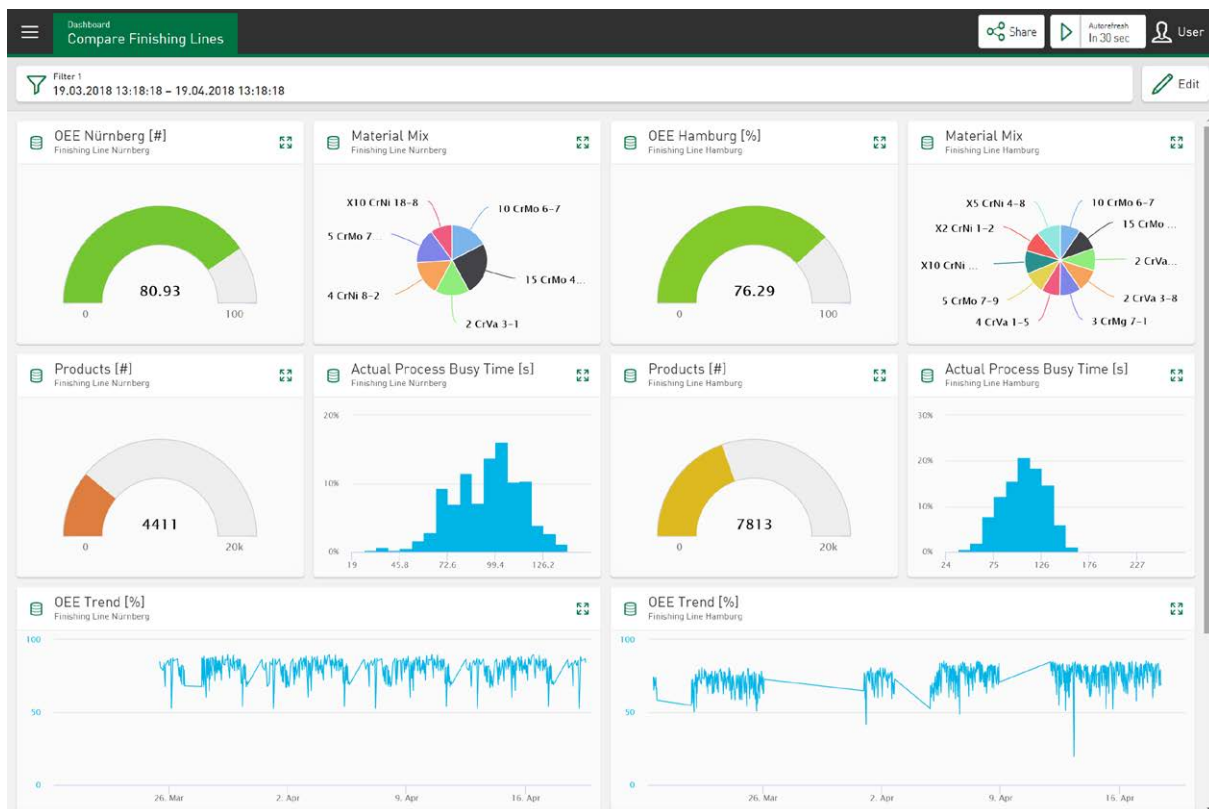 Dashboard
Compare Finishing Lines
Share
Autorefresh
In 30 sec
User
Filter 1
19.03.2018 13:18:18 – 19.04.2018 13:18:18
Edit
OEE Nürnberg [#]
Finishing Line Nürnberg
80.93
0
100
Material Mix
Finishing Line Nürnberg
X10 CrNi 18-8
10 CrMo 6-7
5 CrMo 7...
15 CrMo 4...
4 CrNi 8-2
2 CrVa 3-1
OEE Hamburg [%]
Finishing Line Hamburg
76.29
0
100
Material Mix
Finishing Line Hamburg
X5 CrNi 4-8
10 CrMo 6-7
X2 CrNi 1-2
15 CrMo ...
X10 CrNi ...
2 CrVa...
5 CrMo 7-9
2 CrVa 3-8
4 CrVa 1-5
3 CrMg 7-1
Products [#]
Finishing Line Nürnberg
4411
0
20k
Actual Process Busy Time [s]
Finishing Line Nürnberg
20%
10%
0%
19
45.8
72.6
99.4
126.2
Products [#]
Finishing Line Hamburg
7813
0
20k
Actual Process Busy Time [s]
Finishing Line Hamburg
30%
20%
10%
0%
24
75
126
176
227
OEE Trend [%]
Finishing Line Nürnberg
100
50
0
26. Mar
2. Apr
9. Apr
16. Apr
OEE Trend [%]
Finishing Line Hamburg
100
50
0
26. Mar
2. Apr
9. Apr
16. Apr